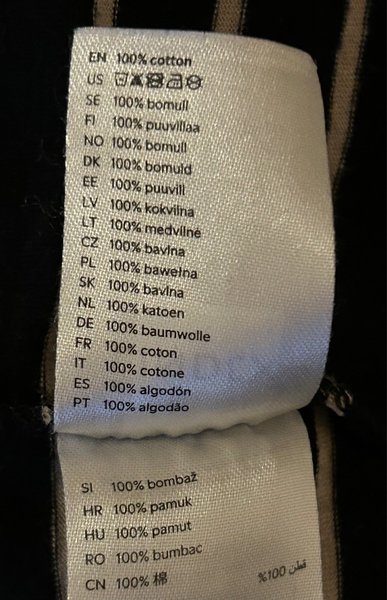 EN 100% cotton
US
SE 100% bomull
FI 100% puuvillaa
NO 100% bomull
DK 100% bomuld
EE 100% puuvill
LV 100% kokvilna
LT 100% medvilnė
CZ 100% bavlna
PL 100% bawełna
SK 100% bavlna
NL 100% katoen
DE 100% baumwolle
FR 100% coton
IT 100% cotone
ES 100% algodón
PT 100% algodão
SI 100% bombaž
HR 100% pamuk
HU 100% pamut
RO 100% bumbac
CN 100% 棉
قطن 100%